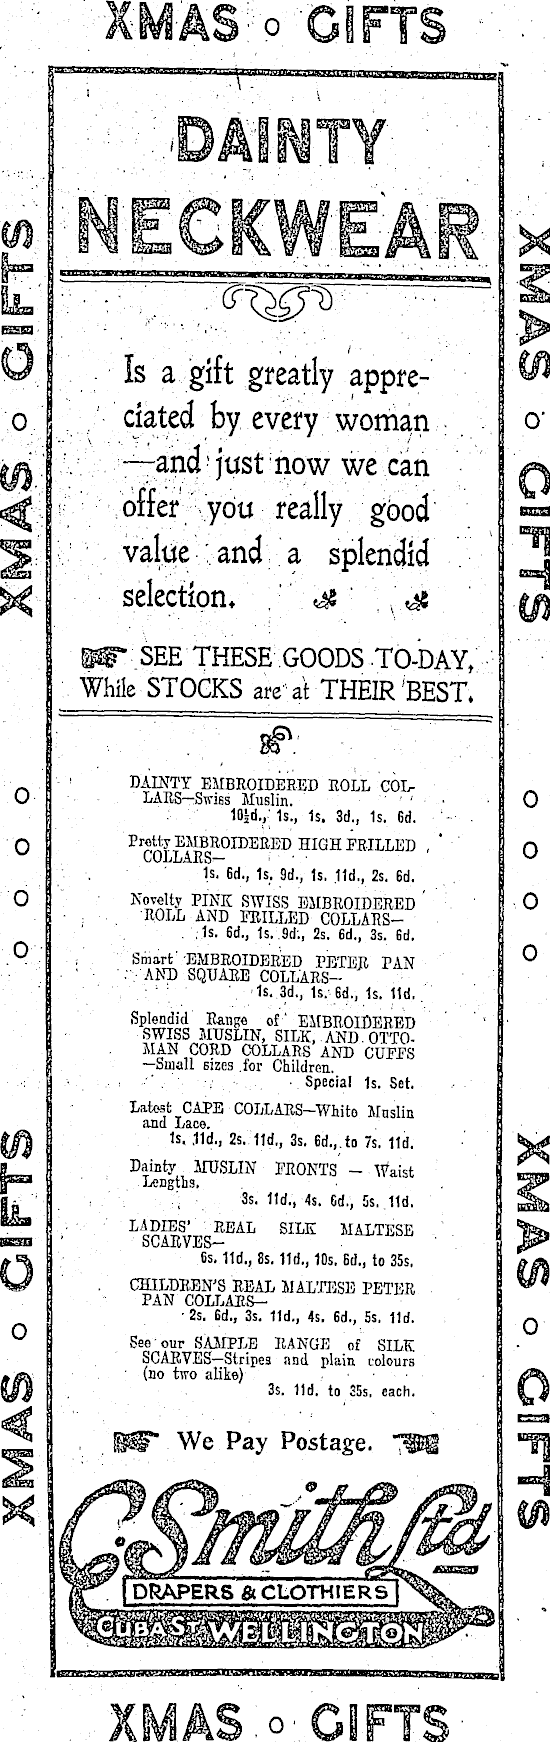 XMAS o GIFTS
DAINTY
NECKWEAR
Is a gift greatly appre-
ciated by every woman
—and just now we can
offer you really good
value and a splendid
selection.
SEE THESE GOODS TO-DAY,
While STOCKS are at THEIR BEST.
DAINTY EMBROIDERED ROLL COL-
LARS—Swiss Muslin.
10½d., 1s., 1s. 3d., 1s. 6d.
Pretty EMBROIDERED HIGH FRILLED
COLLARS—
1s. 6d., 1s. 9d., 1s. 11d., 2s. 6d.
Novelty PINK SWISS EMBROIDERED
ROLL AND FRILLED COLLARS—
1s. 6d., 1s. 9d., 2s. 6d., 3s. 6d.
Smart EMBROIDERED PETER PAN
AND SQUARE COLLARS—
1s. 3d., 1s. 6d., 1s. 11d.
Splendid Range of EMBROIDERED
SWISS MUSLIN, SILK, AND OTTO-
MAN CORD COLLARS AND CUFFS
—Small sizes for Children.
Special 1s. Set.
Latest CAPE COLLARS—White Muslin
and Lace.
1s. 11d., 2s. 11d., 3s. 6d., to 7s. 11d.
Dainty MUSLIN FRONTS — Waist
Lengths.
3s. 11d., 4s. 6d., 5s. 11d.
LADIES' REAL SILK MALTESE
SCARVES—
6s. 11d., 8s. 11d., 10s. 6d., to 35s.
CHILDREN'S REAL MALTESE PETER
PAN COLLARS—
2s. 6d., 3s. 11d., 4s. 6d., 5s. 11d.
See our SAMPLE RANGE of SILK
SCARVES—Stripes and plain colours
(no two alike)
3s. 11d. to 35s. each.
We Pay Postage.
C. Smith Ltd
DRAPERS & CLOTHIERS
CUBA ST. WELLINGTON
XMAS o GIFTS
XMAS o GIFTS
o o o o
XMAS o GIFTS
XMAS o GIFTS
o o o o
XMAS o GIFTS
XMAS o GIFTS